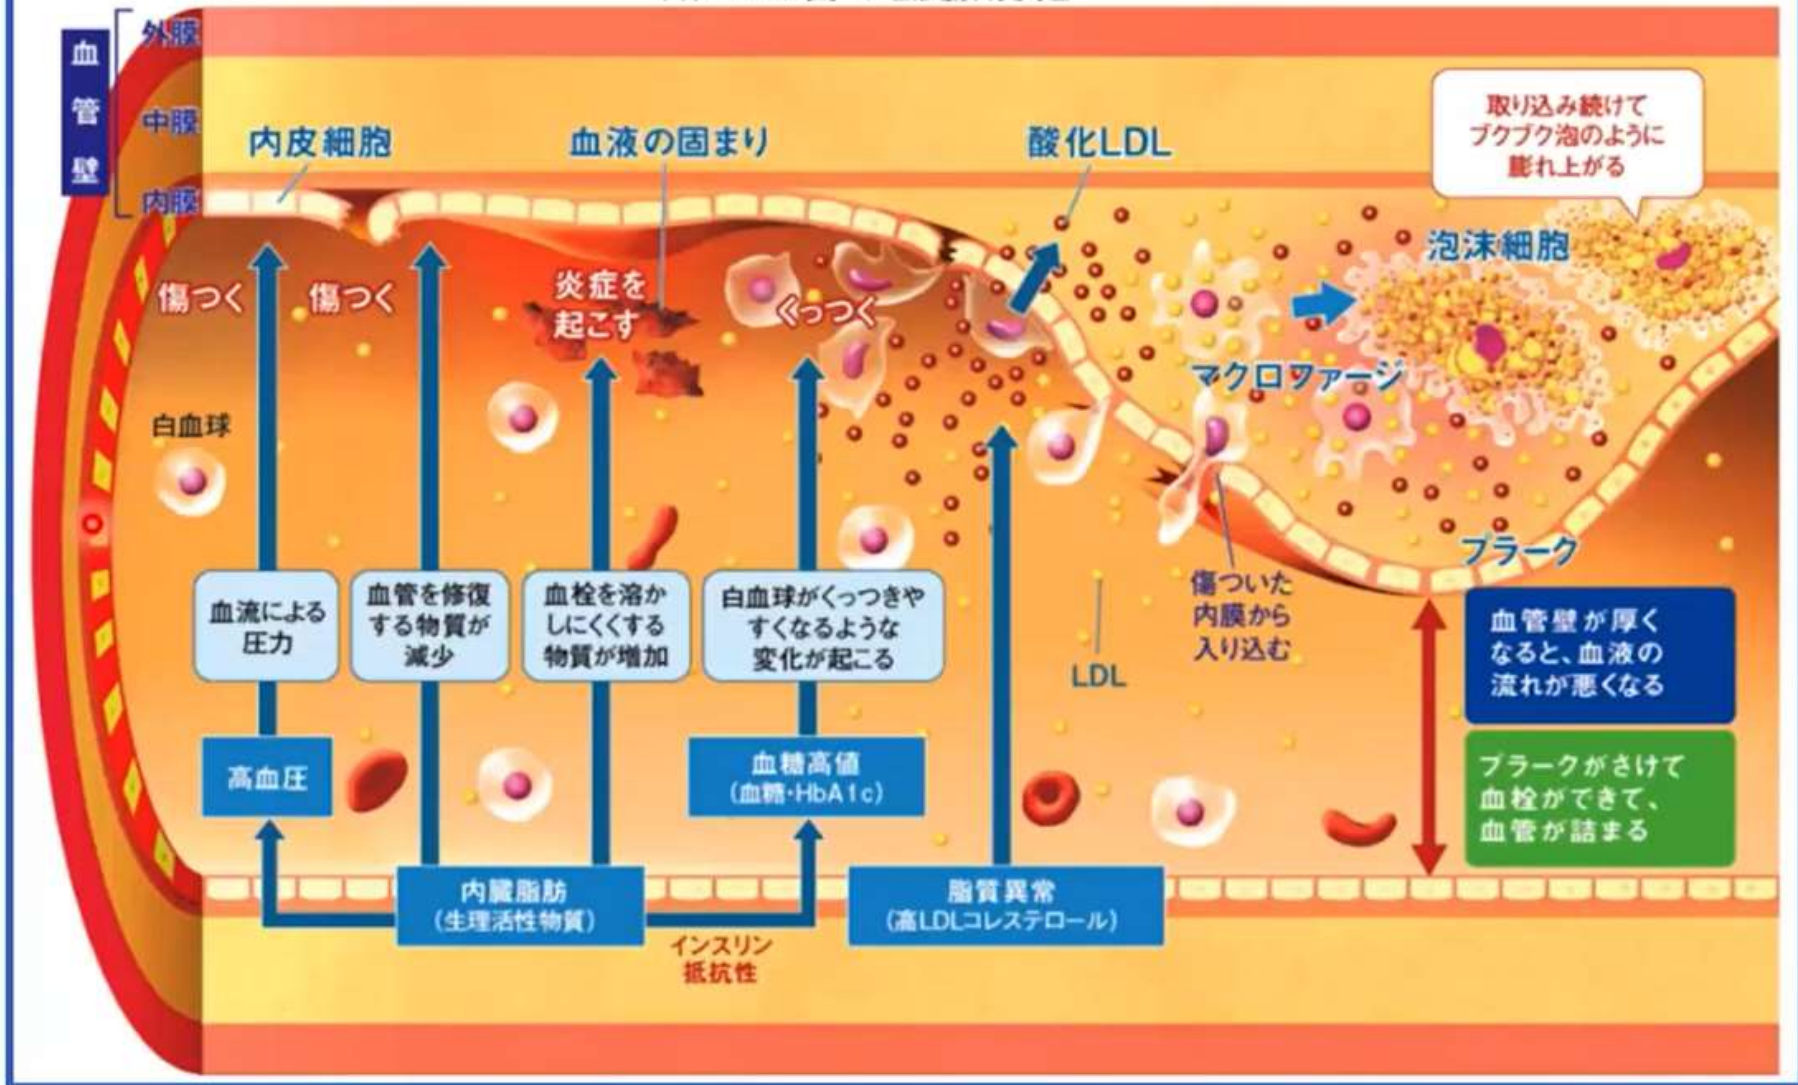 血管壁
外膜
中膜
内膜
内皮細胞
血液の固まり
酸化LDL
取り込み続けて
ブクブク泡のように
膨れ上がる
泡沫細胞
傷つく
傷つく
炎症を
起こす
くっつく
マクロファージ
白血球
プラーク
血流による
圧力
血管を修復
する物質が
減少
血栓を溶か
しにくくする
物質が増加
白血球がくっつきや
すくなるような
変化が起こる
LDL
傷ついた
内膜から
入り込む
血管壁が厚く
なると、血液の
流れが悪くなる
高血圧
血糖高値
(血糖・HbA1c)
プラークがさけて
血栓ができて、
血管が詰まる
内臓脂肪
(生理活性物質)
脂質異常
(高LDLコレステロール)
インスリン
抵抗性